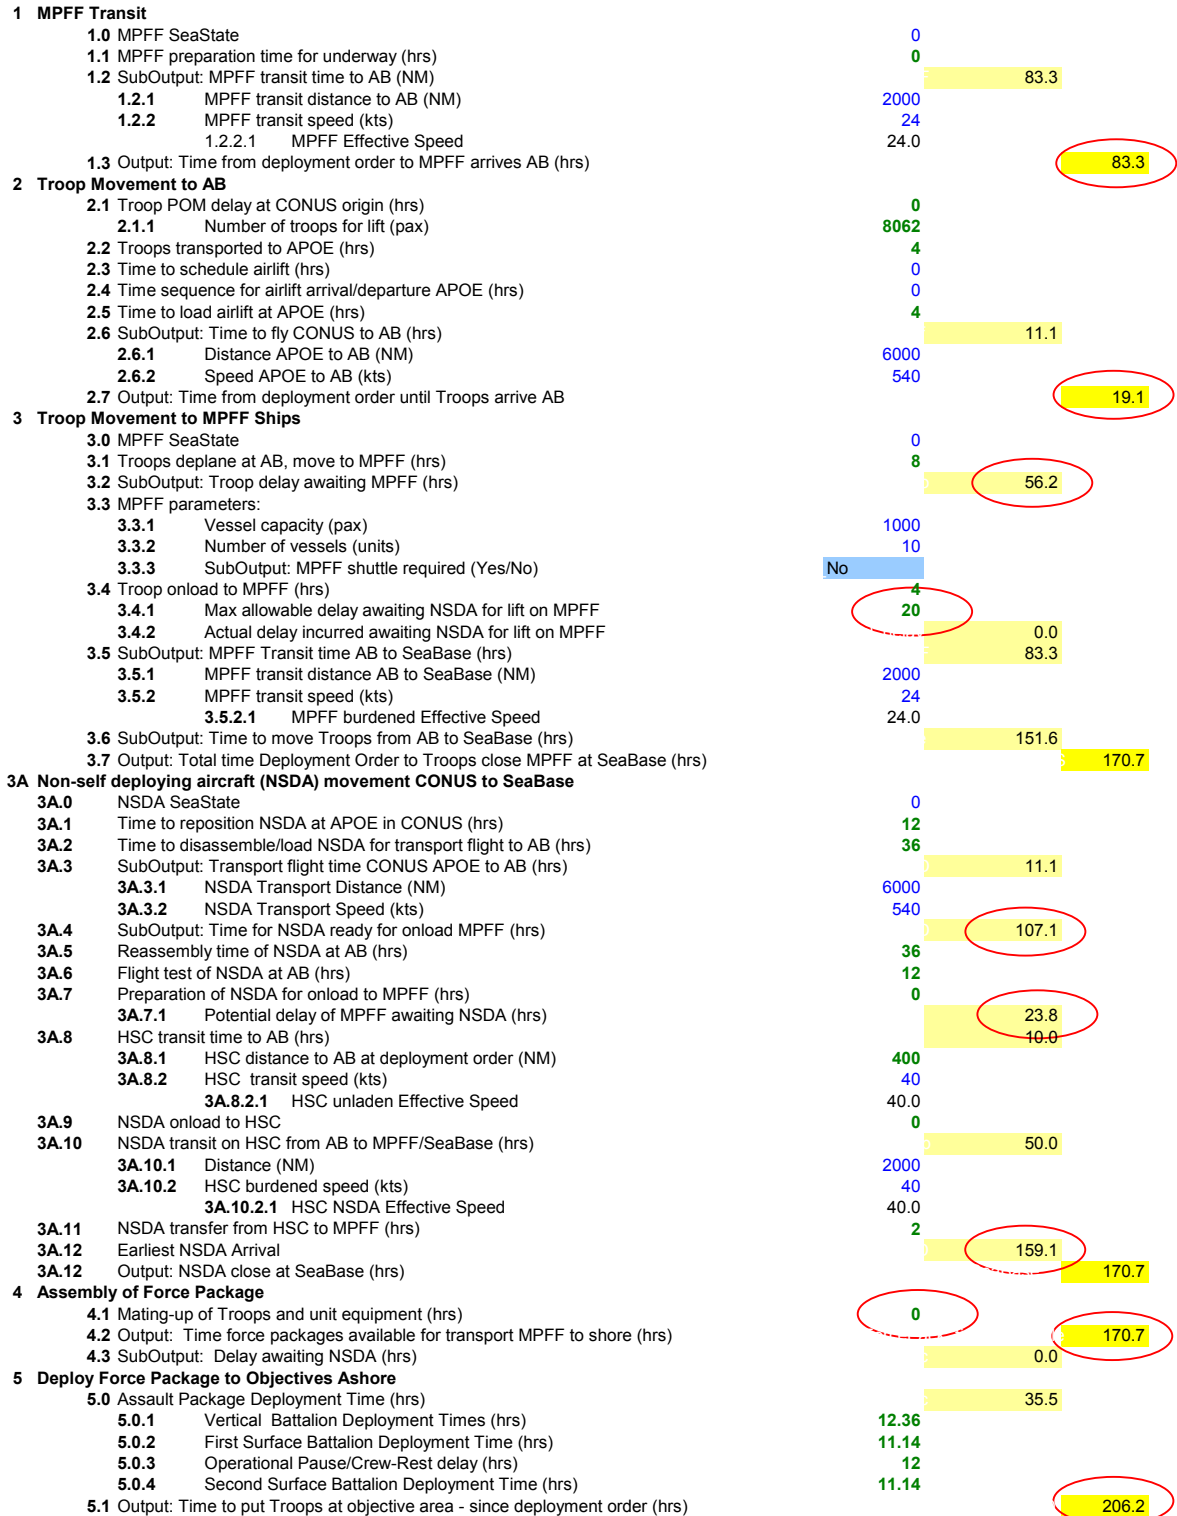 1 MPFF Transit
1.0 MPFF SeaState 0
1.1 MPFF preparation time for underway (hrs) 0
1.2 SubOutput: MPFF transit time to AB (NM) 83.3
1.2.1 MPFF transit distance to AB (NM) 2000
1.2.2 MPFF transit speed (kts) 24
1.2.2.1 MPFF Effective Speed 24.0
1.3 Output: Time from deployment order to MPFF arrives AB (hrs) 83.3
2 Troop Movement to AB
2.1 Troop POM delay at CONUS origin (hrs) 0
2.1.1 Number of troops for lift (pax) 8062
2.2 Troops transported to APOE (hrs) 4
2.3 Time to schedule airlift (hrs) 0
2.4 Time sequence for airlift arrival/departure APOE (hrs) 0
2.5 Time to load airlift at APOE (hrs) 4
2.6 SubOutput: Time to fly CONUS to AB (hrs) 11.1
2.6.1 Distance APOE to AB (NM) 6000
2.6.2 Speed APOE to AB (kts) 540
2.7 Output: Time from deployment order until Troops arrive AB 19.1
3 Troop Movement to MPFF Ships
3.0 MPFF SeaState 0
3.1 Troops deplane at AB, move to MPFF (hrs) 8
3.2 SubOutput: Troop delay awaiting MPFF (hrs) 56.2
3.3 MPFF parameters:
3.3.1 Vessel capacity (pax) 1000
3.3.2 Number of vessels (units) 10
3.3.3 SubOutput: MPFF shuttle required (Yes/No) No
3.4 Troop onload to MPFF (hrs) 4
3.4.1 Max allowable delay awaiting NSDA for lift on MPFF 20
3.4.2 Actual delay incurred awaiting NSDA for lift on MPFF 0.0
3.5 SubOutput: MPFF Transit time AB to SeaBase (hrs) 83.3
3.5.1 MPFF transit distance AB to SeaBase (NM) 2000
3.5.2 MPFF transit speed (kts) 24
3.5.2.1 MPFF burdened Effective Speed 24.0
3.6 SubOutput: Time to move Troops from AB to SeaBase (hrs) 151.6
3.7 Output: Total time Deployment Order to Troops close MPFF at SeaBase (hrs) 170.7
3A Non-self deploying aircraft (NSDA) movement CONUS to SeaBase
3A.0 NSDA SeaState 0
3A.1 Time to reposition NSDA at APOE in CONUS (hrs) 12
3A.2 Time to disassemble/load NSDA for transport flight to AB (hrs) 36
3A.3 SubOutput: Transport flight time CONUS APOE to AB (hrs) 11.1
3A.3.1 NSDA Transport Distance (NM) 6000
3A.3.2 NSDA Transport Speed (kts) 540
3A.4 SubOutput: Time for NSDA ready for onload MPFF (hrs) 107.1
3A.5 Reassembly time of NSDA at AB (hrs) 36
3A.6 Flight test of NSDA at AB (hrs) 12
3A.7 Preparation of NSDA for onload to MPFF (hrs) 0
3A.7.1 Potential delay of MPFF awaiting NSDA (hrs) 23.8
3A.8 HSC transit time to AB (hrs) 10.0
3A.8.1 HSC distance to AB at deployment order (NM) 400
3A.8.2 HSC transit speed (kts) 40
3A.8.2.1 HSC unladen Effective Speed 40.0
3A.9 NSDA onload to HSC 0
3A.10 NSDA transit on HSC from AB to MPFF/SeaBase (hrs) 50.0
3A.10.1 Distance (NM) 2000
3A.10.2 HSC burdened speed (kts) 40
3A.10.2.1 HSC NSDA Effective Speed 40.0
3A.11 NSDA transfer from HSC to MPFF (hrs) 2
3A.12 Earliest NSDA Arrival 159.1
3A.12 Output: NSDA close at SeaBase (hrs) 170.7
4 Assembly of Force Package
4.1 Mating-up of Troops and unit equipment (hrs) 0
4.2 Output: Time force packages available for transport MPFF to shore (hrs) 170.7
4.3 SubOutput: Delay awaiting NSDA (hrs) 0.0
5 Deploy Force Package to Objectives Ashore
5.0 Assault Package Deployment Time (hrs) 35.5
5.0.1 Vertical Battalion Deployment Times (hrs) 12.36
5.0.2 First Surface Battalion Deployment Time (hrs) 11.14
5.0.3 Operational Pause/Crew-Rest delay (hrs) 12
5.0.4 Second Surface Battalion Deployment Time (hrs) 11.14
5.1 Output: Time to put Troops at objective area - since deployment order (hrs) 206.2